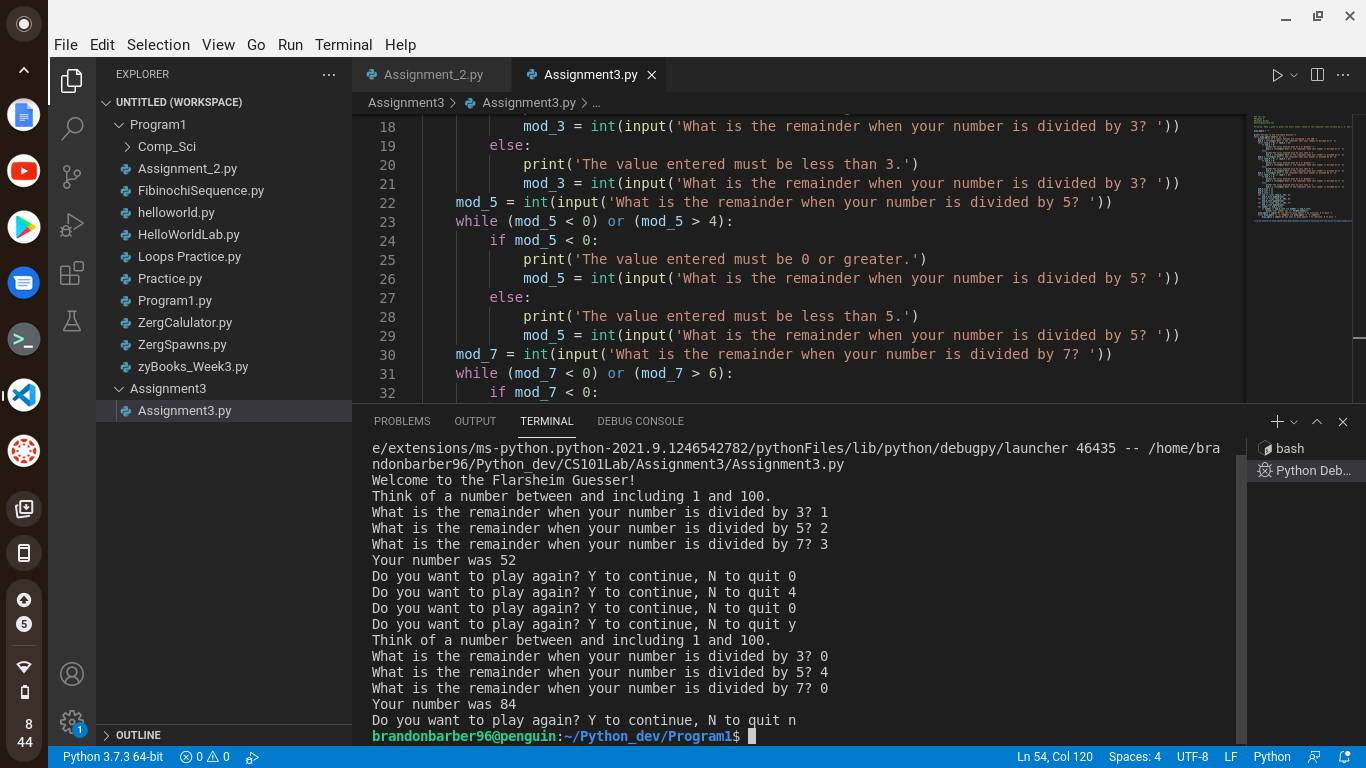 File Edit Selection View Go Run Terminal Help
EXPLORER
UNTITLED (WORKSPACE)
Program1
Comp_Sci
Assignment_2.py
FibinochiSequence.py
helloworld.py
HelloWorldLab.py
Loops Practice.py
Practice.py
Program1.py
ZergCalulator.py
ZergSpawns.py
zyBooks_Week3.py
Assignment3
Assignment3.py
OUTLINE
Assignment_2.py Assignment3.py
Assignment3 > Assignment3.py > ...
18 mod_3 = int(input('What is the remainder when your number is divided by 3? '))
19 else:
20 print('The value entered must be less than 3.')
21 mod_3 = int(input('What is the remainder when your number is divided by 3? '))
22 mod_5 = int(input('What is the remainder when your number is divided by 5? '))
23 while (mod_5 < 0) or (mod_5 > 4):
24 if mod_5 < 0:
25 print('The value entered must be 0 or greater.')
26 mod_5 = int(input('What is the remainder when your number is divided by 5? '))
27 else:
28 print('The value entered must be less than 5.')
29 mod_5 = int(input('What is the remainder when your number is divided by 5? '))
30 mod_7 = int(input('What is the remainder when your number is divided by 7? '))
31 while (mod_7 < 0) or (mod_7 > 6):
32 if mod_7 < 0:
PROBLEMS OUTPUT TERMINAL DEBUG CONSOLE
e/extensions/ms-python.python-2021.9.1246542782/pythonFiles/lib/python/debugpy/launcher 46435 -- /home/bra
ndonbarber96/Python_dev/CS101Lab/Assignment3/Assignment3.py
Welcome to the Flarsheim Guesser!
Think of a number between and including 1 and 100.
What is the remainder when your number is divided by 3? 1
What is the remainder when your number is divided by 5? 2
What is the remainder when your number is divided by 7? 3
Your number was 52
Do you want to play again? Y to continue, N to quit 0
Do you want to play again? Y to continue, N to quit 4
Do you want to play again? Y to continue, N to quit 0
Do you want to play again? Y to continue, N to quit y
Think of a number between and including 1 and 100.
What is the remainder when your number is divided by 3? 0
What is the remainder when your number is divided by 5? 4
What is the remainder when your number is divided by 7? 0
Your number was 84
Do you want to play again? Y to continue, N to quit n
brandonbarber96@penguin:~/Python_dev/Program1$
bash
Python Deb...
5
8
44
1
Python 3.7.3 64-bit 0 0 Ln 54, Col 120 Spaces: 4 UTF-8 LF Python